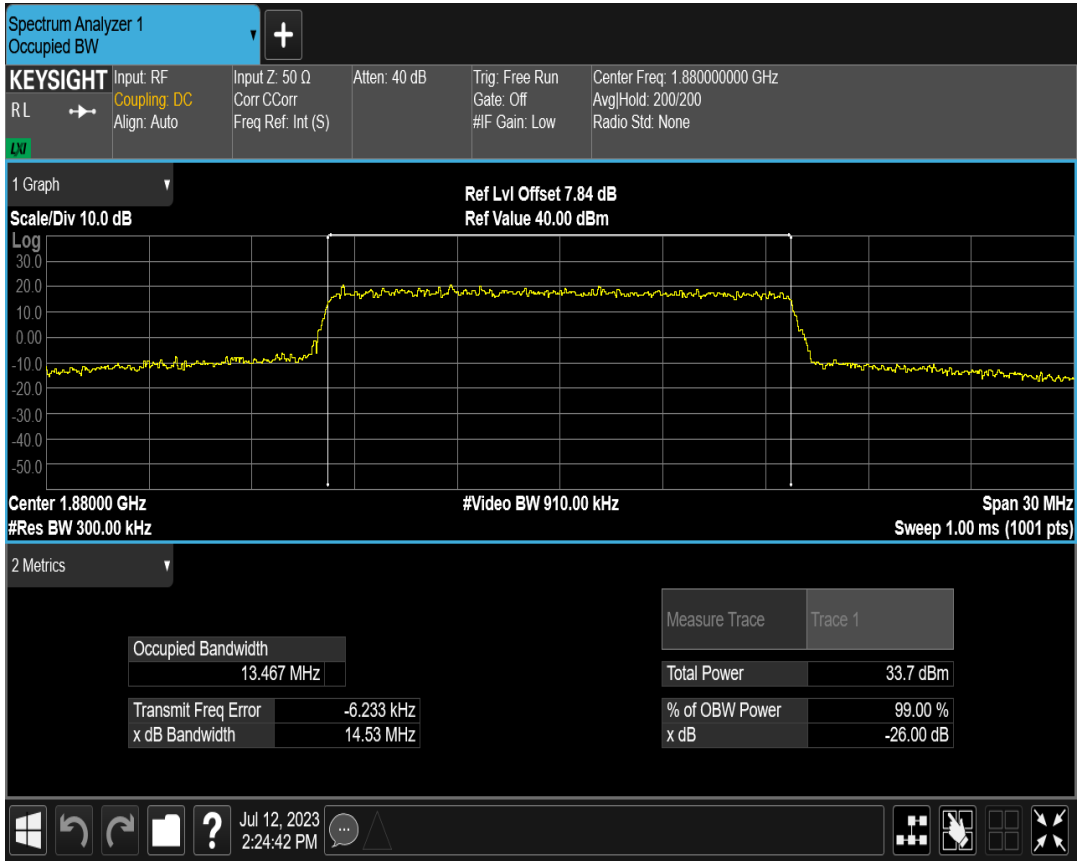 Spectrum Analyzer 1
Occupied BW
+
KEYSIGHT
RL
LXI
Input: RF
Coupling: DC
Align: Auto
Input Z: 50 Ω
Corr CCorr
Freq Ref: Int (S)
Atten: 40 dB
Trig: Free Run
Gate: Off
#IF Gain: Low
Center Freq: 1.880000000 GHz
Avg|Hold: 200/200
Radio Std: None
1 Graph
Ref Lvl Offset 7.84 dB
Scale/Div 10.0 dB
Ref Value 40.00 dBm
Log
30.0
20.0
10.0
0.00
-10.0
-20.0
-30.0
-40.0
-50.0
Center 1.88000 GHz
#Video BW 910.00 kHz
Span 30 MHz
#Res BW 300.00 kHz
Sweep 1.00 ms (1001 pts)
2 Metrics
Measure Trace Trace 1
Occupied Bandwidth
13.467 MHz
Total Power 33.7 dBm
Transmit Freq Error -6.233 kHz
% of OBW Power 99.00 %
x dB Bandwidth 14.53 MHz
x dB -26.00 dB
?
Jul 12, 2023
2:24:42 PM
...